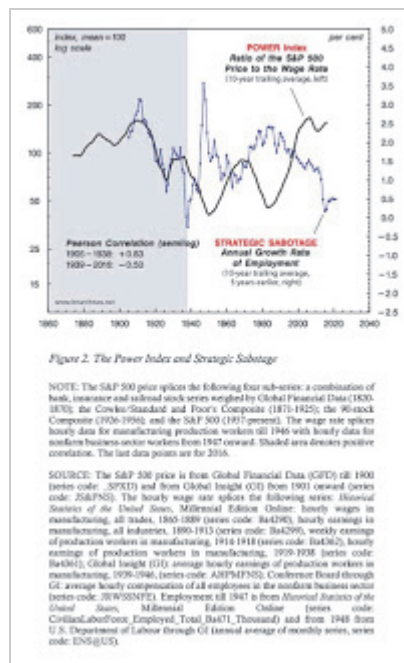 600
400
200
100
50
25
15
index, mean = 100
log scale
per cent
5.0
4.5
4.0
3.5
3.0
2.5
2.0
1.5
1.0
0.5
0.0
−0.5
−1.0
−1.5
−2.0
−2.5
POWER Index
Ratio of the S&P 500
Price to the Wage Rate
(10-year trailing average, left)
Pearson Correlation (semilog)
1939 – 2016: −0.53
STRATEGIC SABOTAGE
Annual Growth Rate
of Employment
(10-year trailing average,
earlier, right)
1860 1880 1900 1920 1940 1960 1980 2000 2020 2040
Figure 2. The Power Index and Strategic Sabotage
NOTE: The S&P 500 price splices the following four sub-series: a combination of
bank, insurance and railroad stock series weighed by Global Financial Data (1820-
1870); the Cowles/Standard and Poor's Composite (1871-1925); the 90-stock
Composite (1926-1956); and the S&P 500 (1957-present). The wage rate splices
hourly data for manufacturing production workers till 1946 with hourly data for
nonfarm business-sector workers from 1947 onward. Shaded area denotes positive
correlation. The last data points are for 2016.
SOURCE: The S&P 500 price is from Global Financial Data (GFD) till 1900
(series code: _SPXD) and from Global Insight (GI) from 1901 onward (series
code: JS&PNS). The hourly wage rate splices the following series: Historical
Statistics of the United States, Millennial Edition Online: hourly wages in
manufacturing, all trades, 1865-1889 (series code: Ba4290), hourly earnings in
manufacturing, all industries, 1890-1913 (series code: Ba4299), weekly earnings
of production workers in manufacturing, 1914-1918 (series code: Ba4362), hourly
earnings of production workers in manufacturing, 1919-1938 (series code:
Ba4361); Global Insight (GI): average hourly earnings of production workers in
manufacturing, 1939-1946, (series code: AHPMFNS); Conference Board through
GI: average hourly compensation of all employees in the nonfarm business sector
(series code: JRWSSNFE). Employment till 1947 is from Historical Statistics of the
United States, Millennial Edition Online (series code:
CivilianLaborForce_Employed_Total_Ba471_Thousand) and from 1948 from
U.S. Department of Labour through GI (annual average of monthly series, series
code: ENS@US).